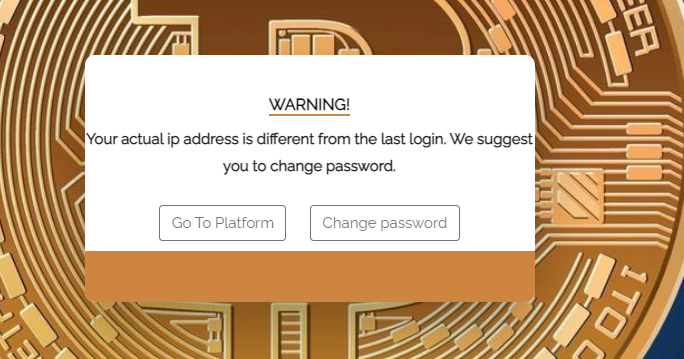 WARNING!
Your actual ip address is different from the last login. We suggest
you to change password.
Go To Platform
Change password